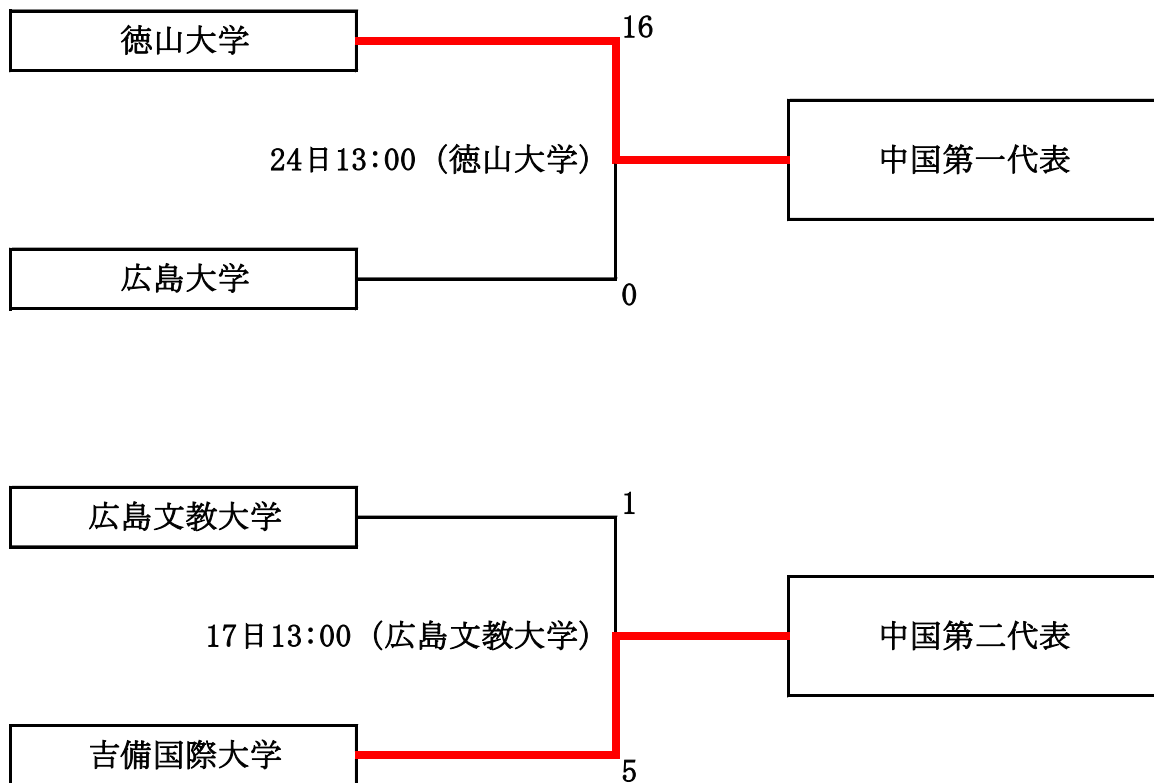 徳山大学
16
24日13:00 (徳山大学)
中国第一代表
広島大学
0
広島文教大学
1
17日13:00 (広島文教大学)
中国第二代表
吉備国際大学
5